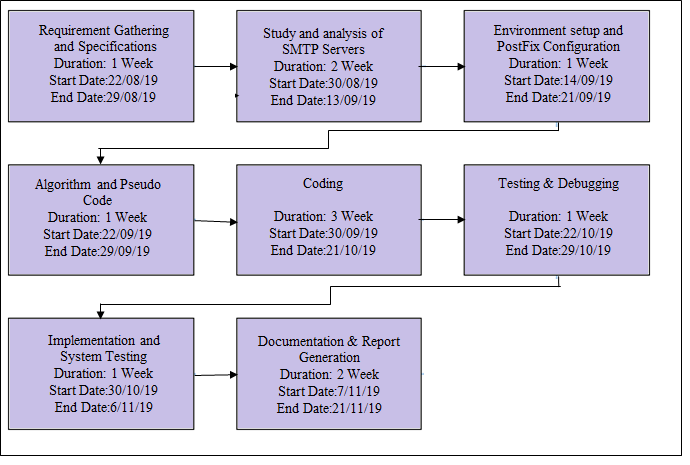 Requirement Gathering
and Specifications
Duration: 1 Week
Start Date:22/08/19
End Date:29/08/19
Study and analysis of
SMTP Servers
Duration: 2 Week
Start Date:30/08/19
End Date:13/09/19
Environment setup and
PostFix Configuration
Duration: 1 Week
Start Date:14/09/19
End Date:21/09/19
Algorithm and Pseudo
Code
Duration: 1 Week
Start Date:22/09/19
End Date:29/09/19
Coding
Duration: 3 Week
Start Date:30/09/19
End Date:21/10/19
Testing & Debugging
Duration: 1 Week
Start Date:22/10/19
End Date:29/10/19
Implementation and
System Testing
Duration: 1 Week
Start Date:30/10/19
End Date:6/11/19
Documentation & Report
Generation
Duration: 2 Week
Start Date:7/11/19
End Date:21/11/19